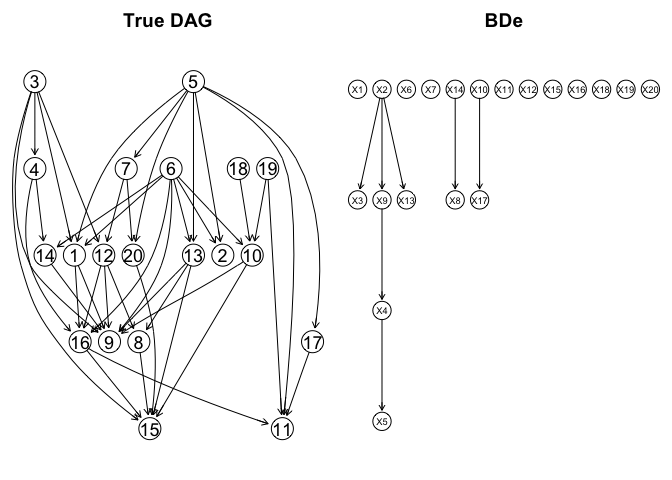 True DAG
BDe
3 5
X1 X2 X6 X7 X14 X10 X11 X12 X15 X16 X18 X19 X20
4 7 6 18 19
X3 X9 X13 X8 X17
14 1 12 20 13 2 10
X4
16 9 8 17
X5
15 11